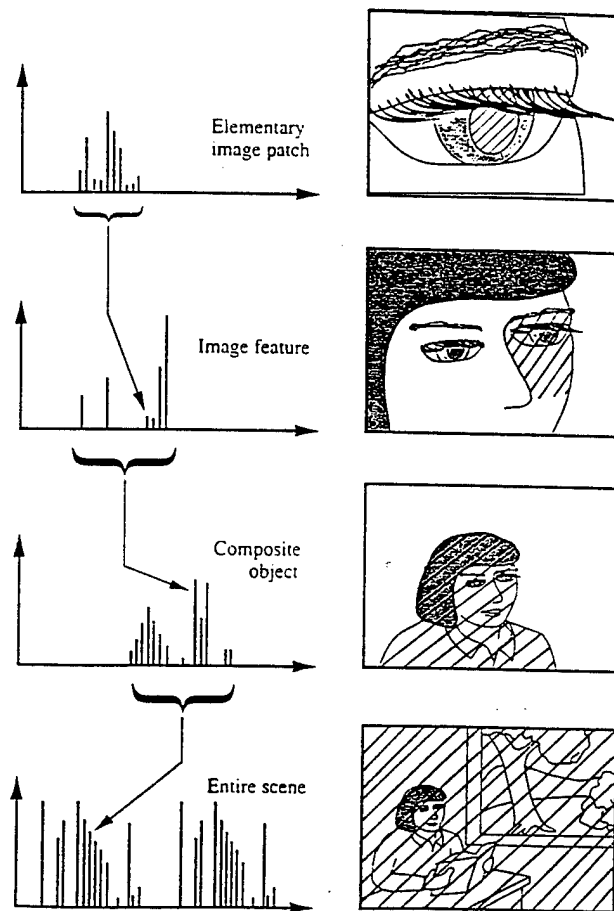 Elementary
image patch
Image feature
Composite
object
Entire scene